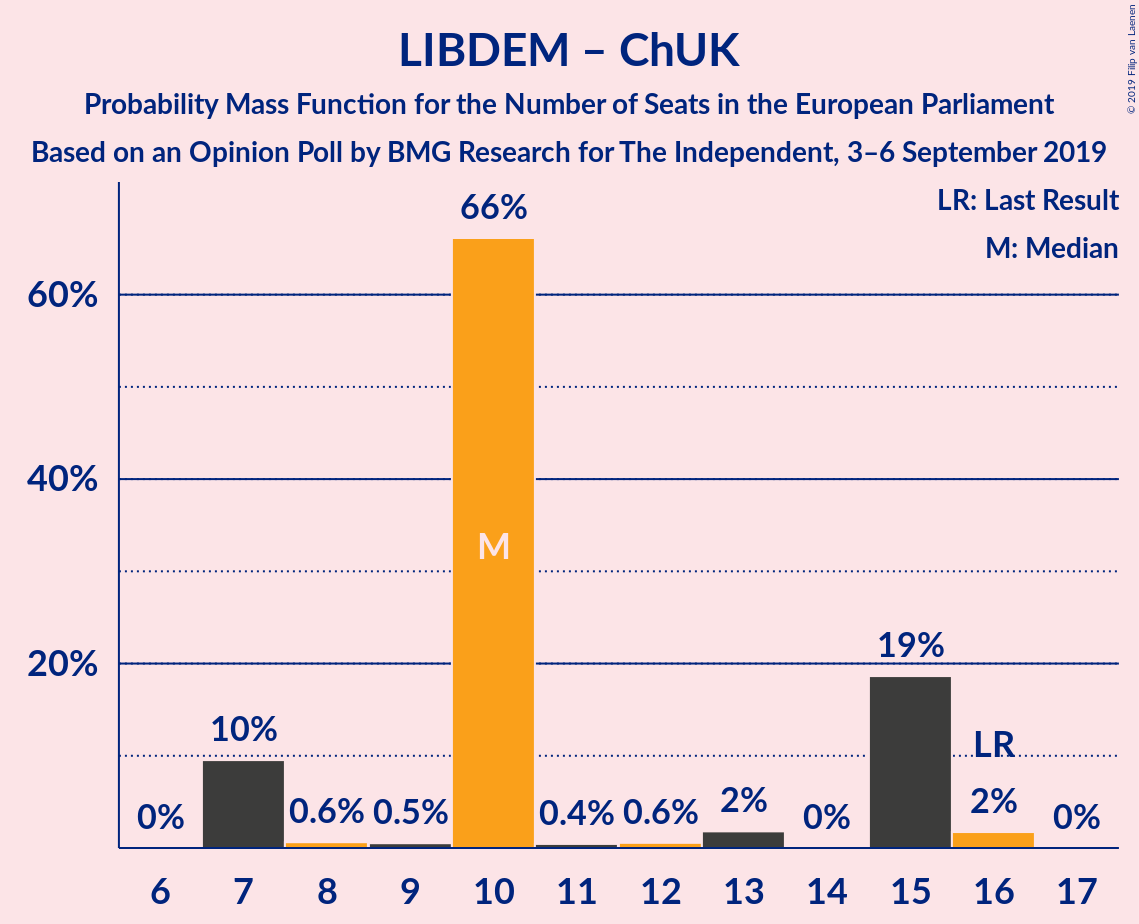 LIBDEM – ChUK
Probability Mass Function for the Number of Seats in the European Parliament
Based on an Opinion Poll by BMG Research for The Independent, 3–6 September 2019
© 2019 Filip van Laenen
LR: Last Result
M: Median
66%
60%
40%
M
20%
19%
10%
LR
0%
0.6%
0.5%
0.4%
0.6%
2%
0%
2%
0%
6 7 8 9 10 11 12 13 14 15 16 17